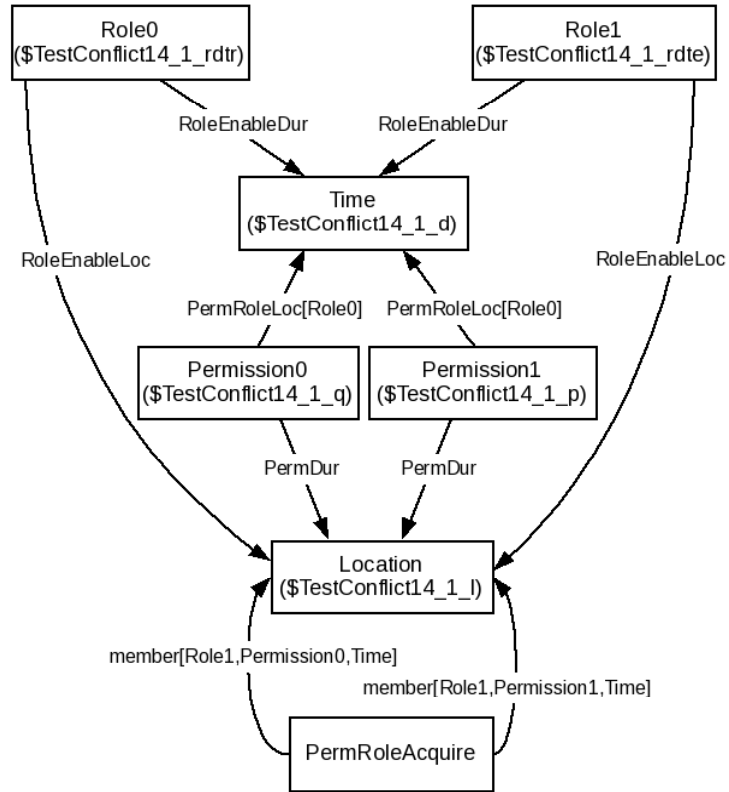 Role0
($TestConflict14_1_rdtr)
Role1
($TestConflict14_1_rdte)
RoleEnableDur
RoleEnableDur
Time
($TestConflict14_1_d)
RoleEnableLoc
RoleEnableLoc
PermRoleLoc[Role0]
PermRoleLoc[Role0]
Permission0
($TestConflict14_1_q)
Permission1
($TestConflict14_1_p)
PermDur
PermDur
Location
($TestConflict14_1_l)
member[Role1,Permission0,Time]
member[Role1,Permission1,Time]
PermRoleAcquire